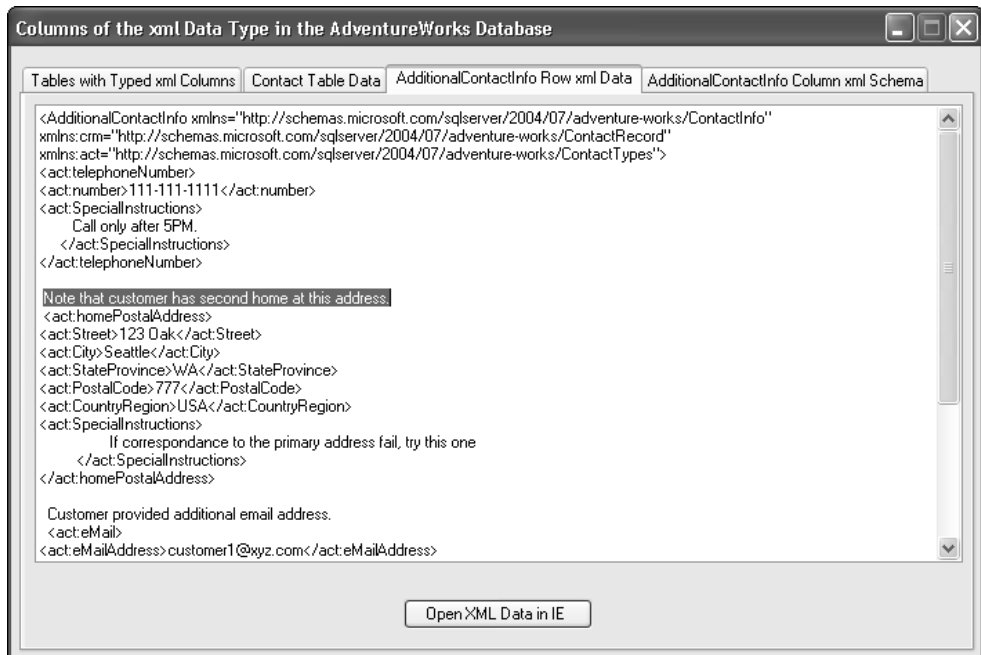 Columns of the xml Data Type in the AdventureWorks Database
Tables with Typed xml Columns Contact Table Data AdditionalContactInfo Row xml Data AdditionalContactInfo Column xml Schema
<AdditionalContactInfo xmlns="http://schemas.microsoft.com/sqlserver/2004/07/adventure-works/ContactInfo"
xmlns:crm="http://schemas.microsoft.com/sqlserver/2004/07/adventure-works/ContactRecord"
xmlns:act="http://schemas.microsoft.com/sqlserver/2004/07/adventure-works/ContactTypes">
<act:telephoneNumber>
<act:number>111-111-1111</act:number>
<act:SpecialInstructions>
Call only after 5PM.
</act:SpecialInstructions>
</act:telephoneNumber>
Note that customer has second home at this address.
<act:homePostalAddress>
<act:Street>123 Oak</act:Street>
<act:City>Seattle</act:City>
<act:StateProvince>WA</act:StateProvince>
<act:PostalCode>777</act:PostalCode>
<act:CountryRegion>USA</act:CountryRegion>
<act:SpecialInstructions>
If correspondance to the primary address fail, try this one
</act:SpecialInstructions>
</act:homePostalAddress>
Customer provided additional email address.
<act:eMail>
<act:eMailAddress>customer1@xyz.com</act:eMailAddress>
Open XML Data in IE